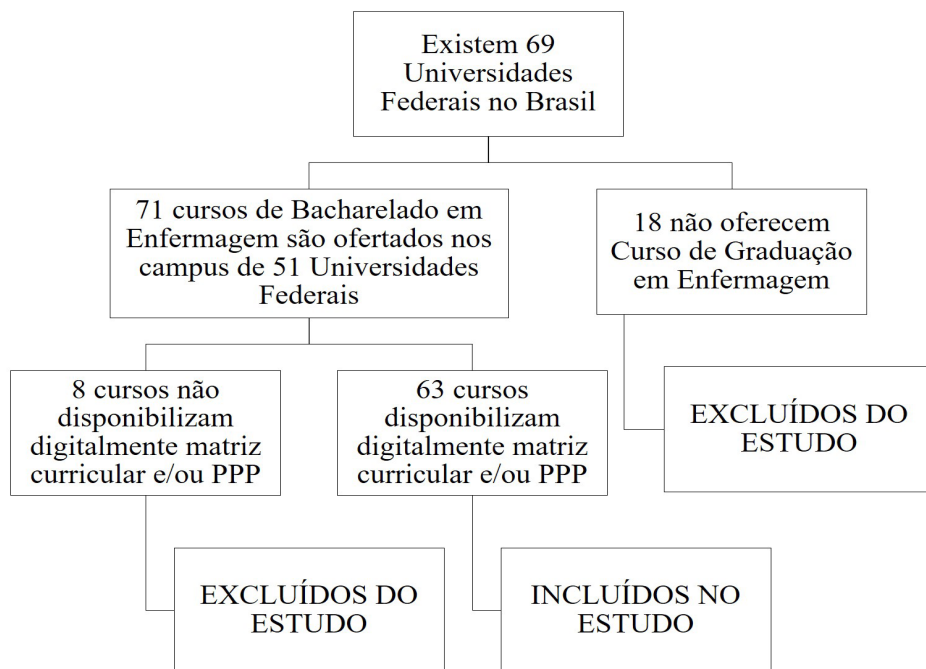 Existem 69
Universidades
Federais no Brasil
71 cursos de Bacharelado em
Enfermagem são ofertados nos
campus de 51 Universidades
Federais
18 não oferecem
Curso de Graduação
em Enfermagem
8 cursos não
disponibilizam
digitalmente matriz
curricular e/ou PPP
63 cursos
disponibilizam
digitalmente matriz
curricular e/ou PPP
EXCLUÍDOS DO
ESTUDO
EXCLUÍDOS DO
ESTUDO
INCLUÍDOS NO
ESTUDO